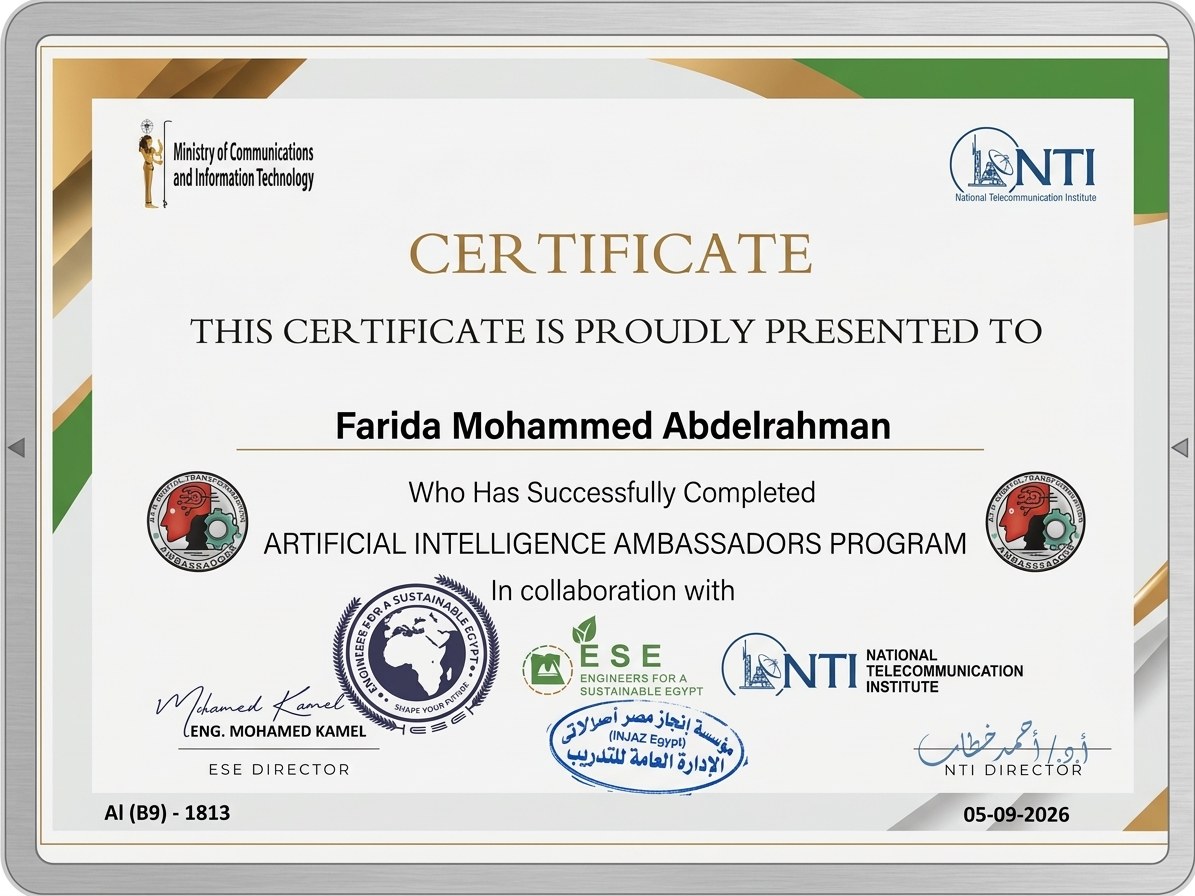 Ministry of Communications
and Information Technology
NTI
National Telecommunication Institute
CERTIFICATE
THIS CERTIFICATE IS PROUDLY PRESENTED TO
Farida Mohammed Abdelrahman
Who Has Successfully Completed
ARTIFICIAL INTELLIGENCE AMBASSADORS PROGRAM
In collaboration with
ENGINEERS FOR A SUSTAINABLE EGYPT
SHAPE YOUR
ESE
ENGINEERS FOR A
SUSTAINABLE EGYPT
NTI
NATIONAL
TELECOMMUNICATION
INSTITUTE
Mohamed Kamel
ENG. MOHAMED KAMEL
ESE DIRECTOR
مؤسسة إنجاز مصر
(INJAZ Egypt)
الإدارة العامة للتدريب
أ.د/ أحمد خطاب
NTI DIRECTOR
AI (B9) - 1813
05-09-2026